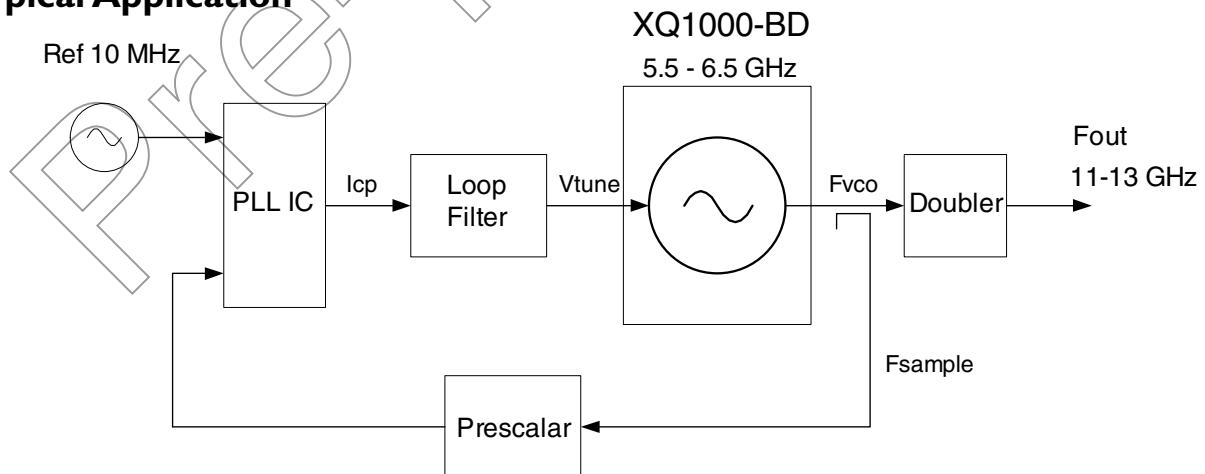 pical Application
XQ1000-BD
Ref 10 MHz
5.5 - 6.5 GHz
Fout
11-13 GHz
PLL IC
Icp
Loop
Filter
Vtune
Fvco
Doubler
Fsample
Prescalar
Pre